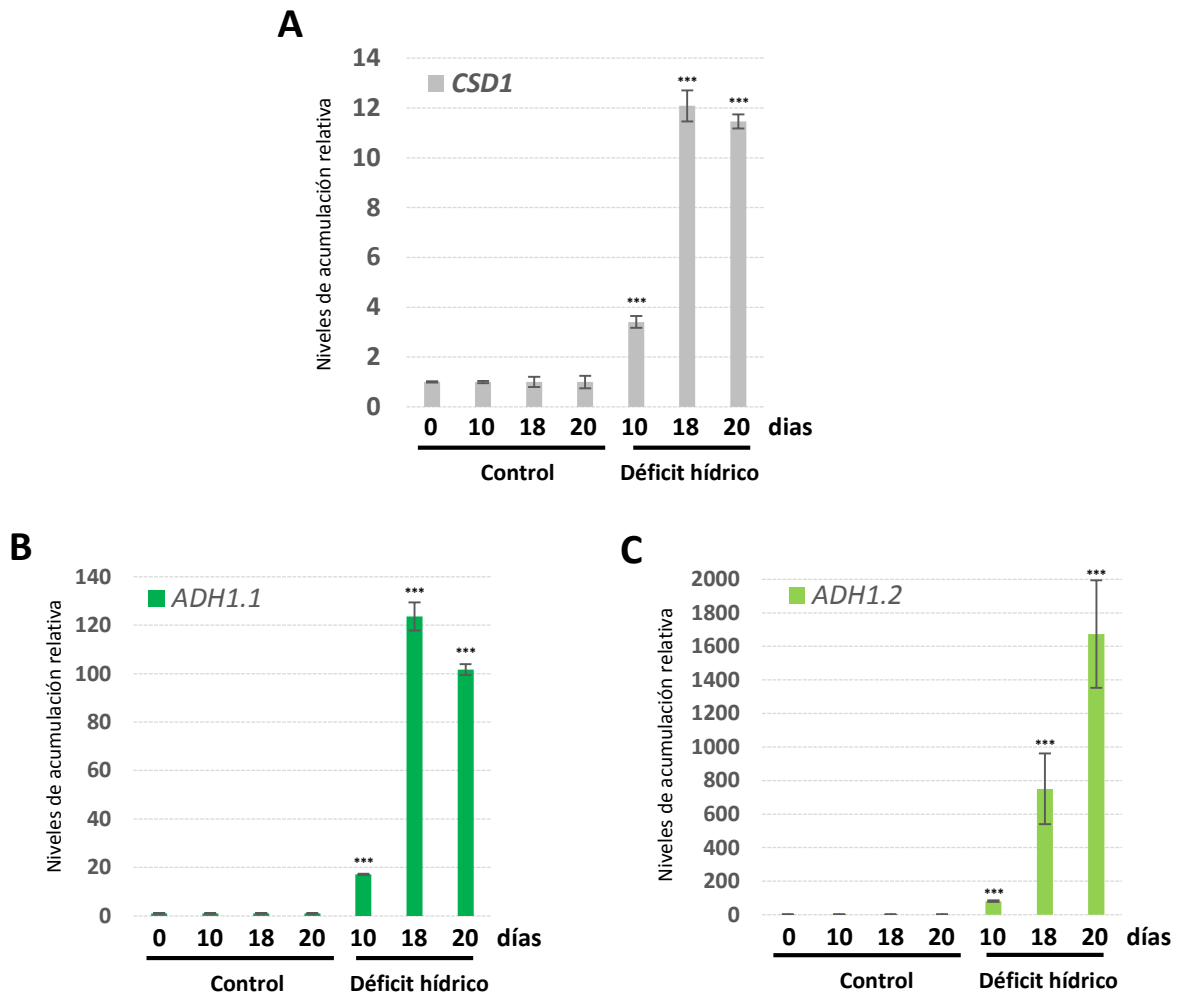 A
Niveles de acumulación relativa
14
12
10
8
6
4
2
0
CSD1
***
***
***
0 10 18 20 10 18 20 dias
Control Déficit hídrico
B
Niveles de acumulación relativa
140
120
100
80
60
40
20
0
ADH1.1
***
***
***
0 10 18 20 10 18 20 días
Control Déficit hídrico
C
Niveles de acumulación relativa
2000
1800
1600
1400
1200
1000
800
600
400
200
0
ADH1.2
***
***
***
0 10 18 20 10 18 20 días
Control Déficit hídrico